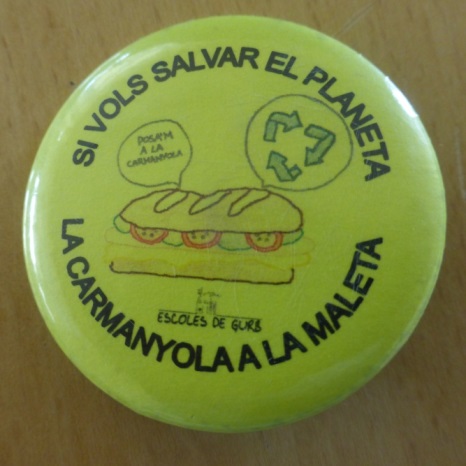 SI VOLS SALVAR EL PLANETA
POSA'M
A LA
CARMANYOLA
ESCOLES DE GURB
LA CARMANYOLA A LA MALETA